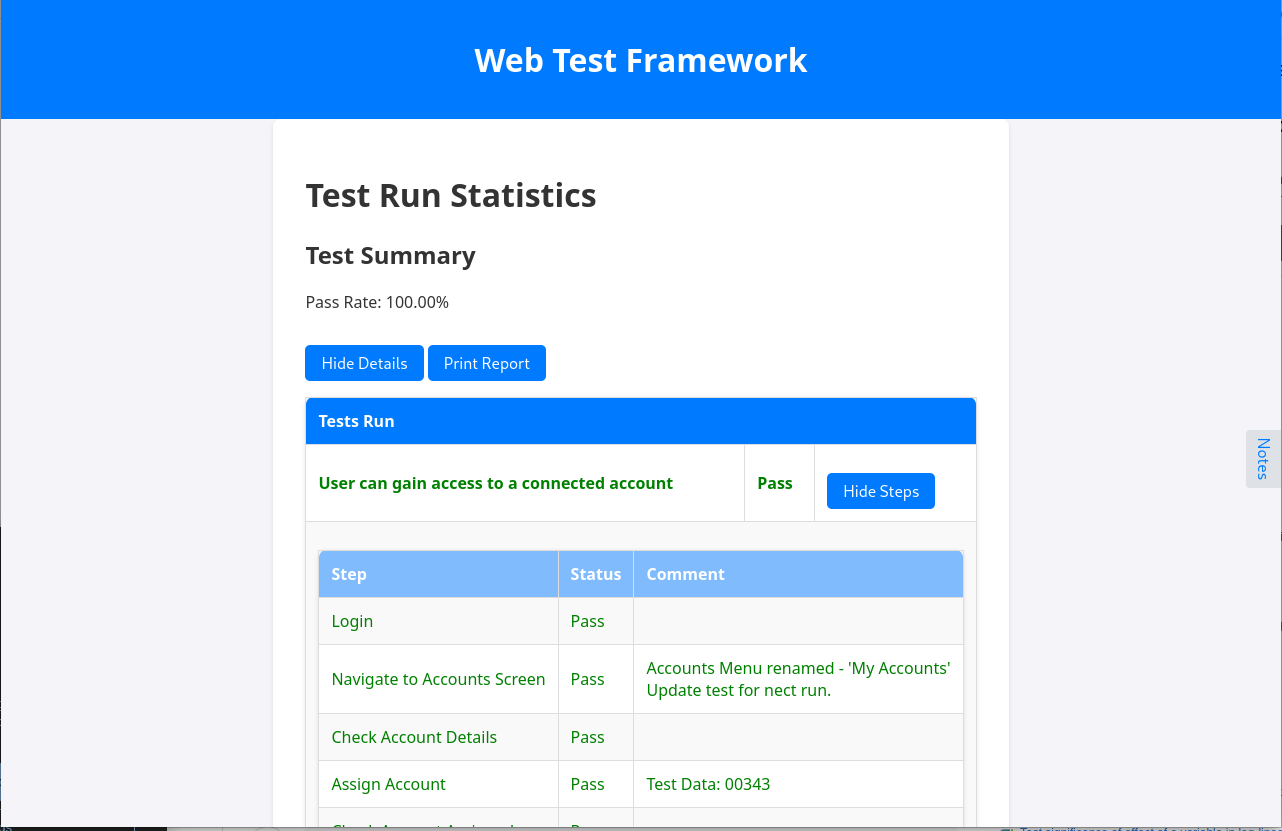 Web Test Framework
Test Run Statistics
Test Summary
Pass Rate: 100.00%
Hide Details Print Report
Tests Run
User can gain access to a connected account Pass Hide Steps
Notes
Step Status Comment
Login Pass
Navigate to Accounts Screen Pass Accounts Menu renamed - 'My Accounts'
Update test for nect run.
Check Account Details Pass
Assign Account Pass Test Data: 00343